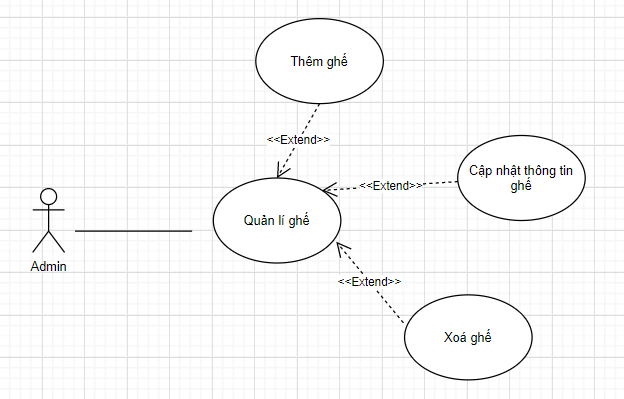 Thêm ghế
<<Extend>>
Cập nhật thông tin
ghế
<<Extend>>
Quản lí ghế
Admin
<<Extend>>
Xoá ghế